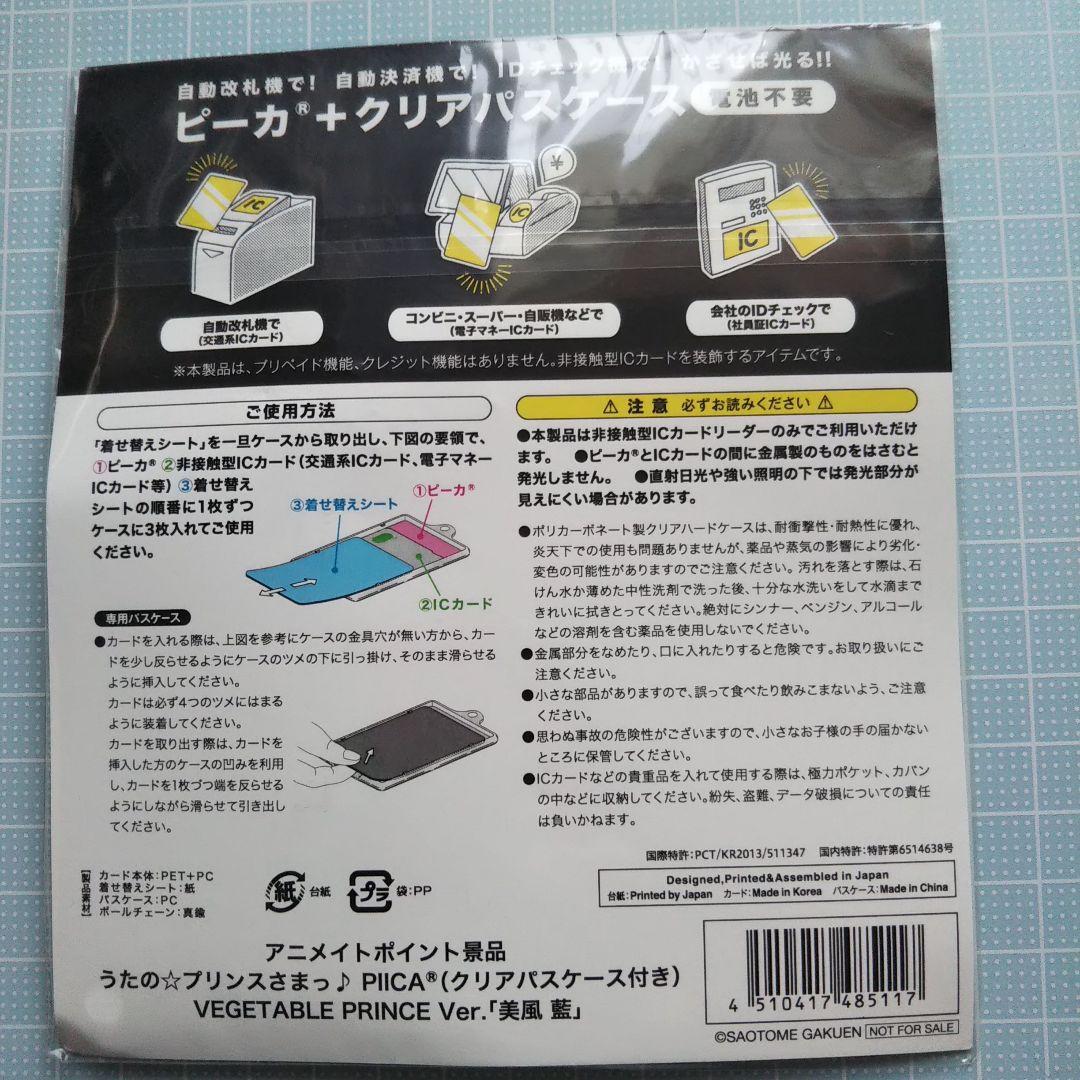 自動改札機で! 自動決済機で! IDチェック機で! かざせば光る!!
ピーカ®+クリアパスケース 電池不要
IC
¥
IC
IC
自動改札機で
(交通系ICカード)
コンビニ・スーパー・自販機などで
(電子マネーICカード)
会社のIDチェックで
(社員証ICカード)
※本製品は、プリペイド機能、クレジット機能はありません。非接触型ICカードを装飾するアイテムです。
ご使用方法
「着せ替えシート」を一旦ケースから取り出し、下図の要領で、
①ピーカ® ②非接触型ICカード(交通系ICカード、電子マネー
ICカード等) ③着せ替え
シートの順番に1枚ずつ
ケースに3枚入れてご使用
ください。
①ピーカ®
③着せ替えシート
②ICカード
専用パスケース
●カードを入れる際は、上図を参考にケースの金具穴が無い方から、カー
ドを少し反らせるようにケースのツメの下に引っ掛け、そのまま滑らせる
ように挿入してください。
カードは必ず4つのツメにはまる
ように装着してください。
カードを取り出す際は、カードを
挿入した方のケースの凹みを利用
し、カードを1枚づつ端を反らせる
ようにしながら滑らせて引き出し
てください。
⚠ 注意 必ずお読みください ⚠
●本製品は非接触型ICカードリーダーのみでご利用いただけ
ます。 ●ピーカ®とICカードの間に金属製のものをはさむと
発光しません。 ●直射日光や強い照明の下では発光部分が
見えにくい場合があります。
●ポリカーボネート製クリアハードケースは、耐衝撃性・耐熱性に優れ、
炎天下での使用も問題ありませんが、薬品や蒸気の影響により劣化・
変色の可能性がありますのでご注意ください。汚れを落とす際は、石
けん水か薄めた中性洗剤で洗った後、十分な水洗いをして水滴まで
きれいに拭きとってください。絶対にシンナー、ベンジン、アルコール
などの溶剤を含む薬品を使用しないでください。
●金属部分をなめたり、口に入れたりすると危険です。お取り扱いにご
注意ください。
●小さな部品がありますので、誤って食べたり飲みこまないよう、ご注意
ください。
●思わぬ事故の危険性がございますので、小さなお子様の手の届かない
ところに保管してください。
●ICカードなどの貴重品を入れて使用する際は、極力ポケット、カバン
の中などに収納してください。紛失、盗難、データ破損についての責任
は負いかねます。
国際特許:PCT/KR2013/511347 国内特許:特許第6514638号
Designed,Printed&Assembled in Japan
台紙:Printed by Japan カード:Made in Korea パスケース:Made in China
[製品素材]
カード本体:PET+PC
着せ替えシート:紙
パスケース:PC
ボールチェーン:真鍮
紙 台紙
プラ 袋:PP
アニメイトポイント景品
うたの☆プリンスさまっ♪ PIICA®(クリアパスケース付き)
VEGETABLE PRINCE Ver.「美風 藍」
4 510417 485117
©SAOTOME GAKUEN NOT FOR SALE